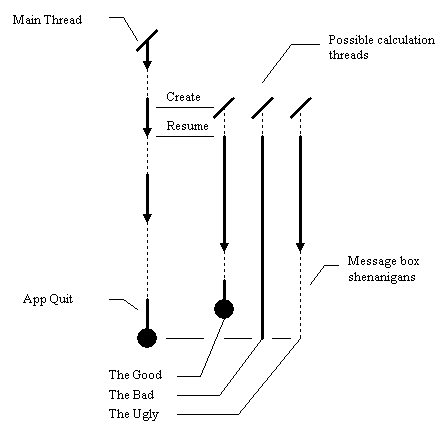 Main Thread
Possible calculation
threads
Create
Resume
Message box
shenanigans
App Quit
The Good
The Bad
The Ugly